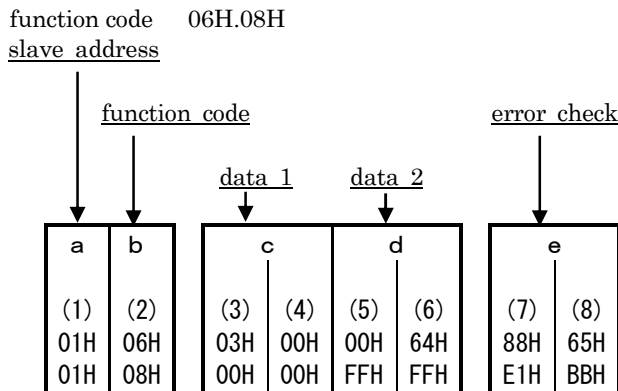 function code 06H.08H
slave address
function code error check
data 1 data 2
a b c d e
(1) (2) (3) (4) (5) (6) (7) (8)
01H 06H 03H 00H 00H 64H 88H 65H
01H 08H 00H 00H FFH FFH E1H BBH